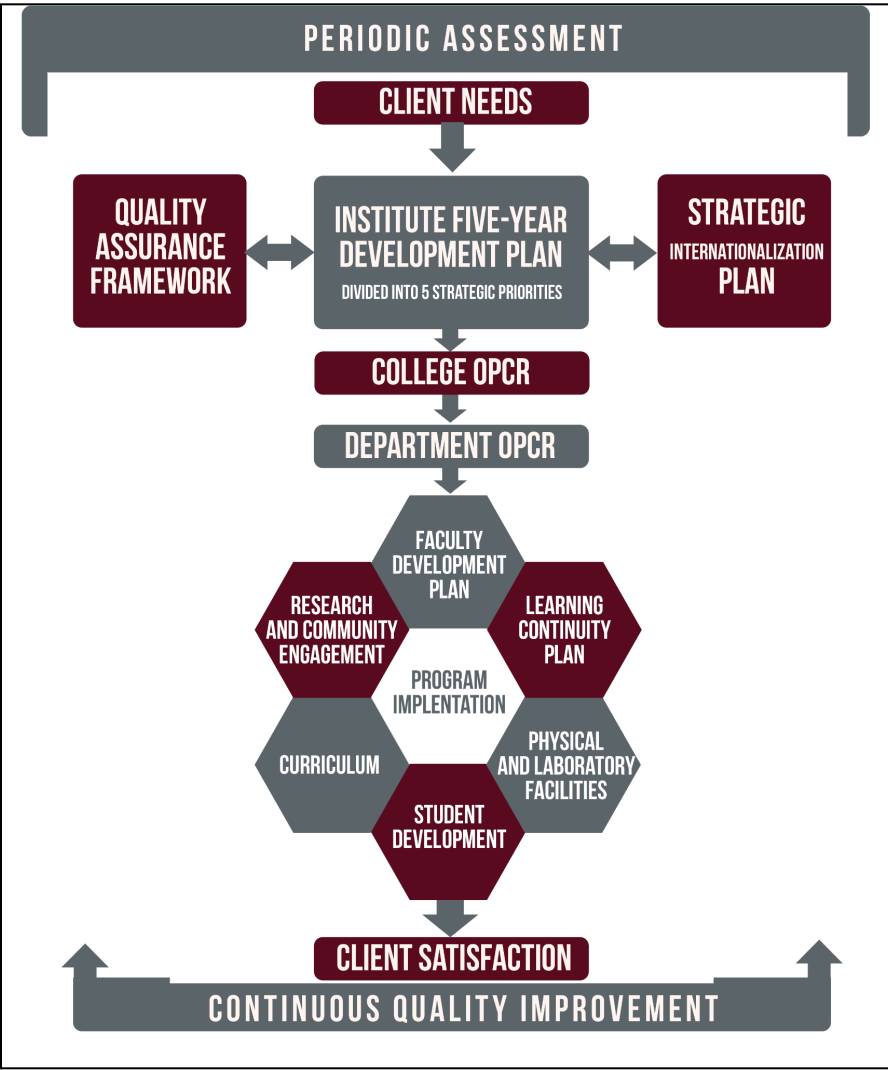 PERIODIC ASSESSMENT
CLIENT NEEDS
QUALITY
ASSURANCE
FRAMEWORK
INSTITUTE FIVE-YEAR
DEVELOPMENT PLAN
DIVIDED INTO 5 STRATEGIC PRIORITIES
STRATEGIC
INTERNATIONALIZATION
PLAN
COLLEGE OPCR
DEPARTMENT OPCR
FACULTY
DEVELOPMENT
PLAN
RESEARCH
AND COMMUNITY
ENGAGEMENT
LEARNING
CONTINUITY
PLAN
PROGRAM
IMPLENTATION
CURRICULUM
PHYSICAL
AND LABORATORY
FACILITIES
STUDENT
DEVELOPMENT
CLIENT SATISFACTION
CONTINUOUS QUALITY IMPROVEMENT